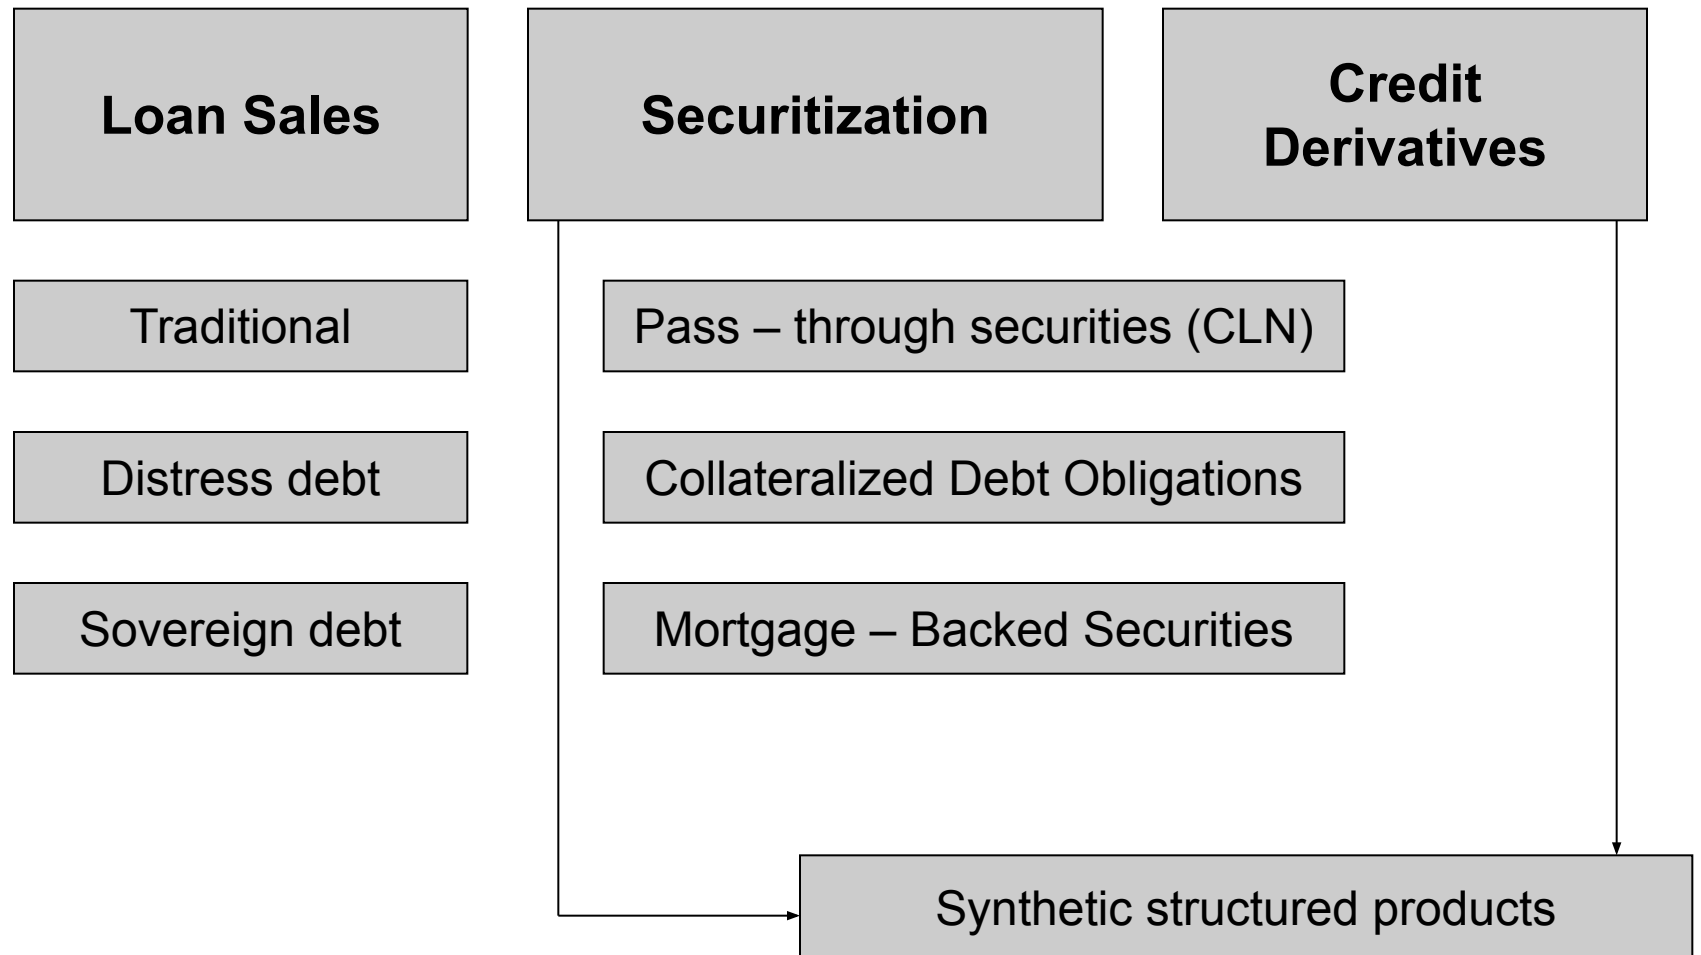 Loan Sales
Securitization
Credit
Derivatives
Traditional
Pass – through securities (CLN)
Distress debt
Collateralized Debt Obligations
Sovereign debt
Mortgage – Backed Securities
Synthetic structured products